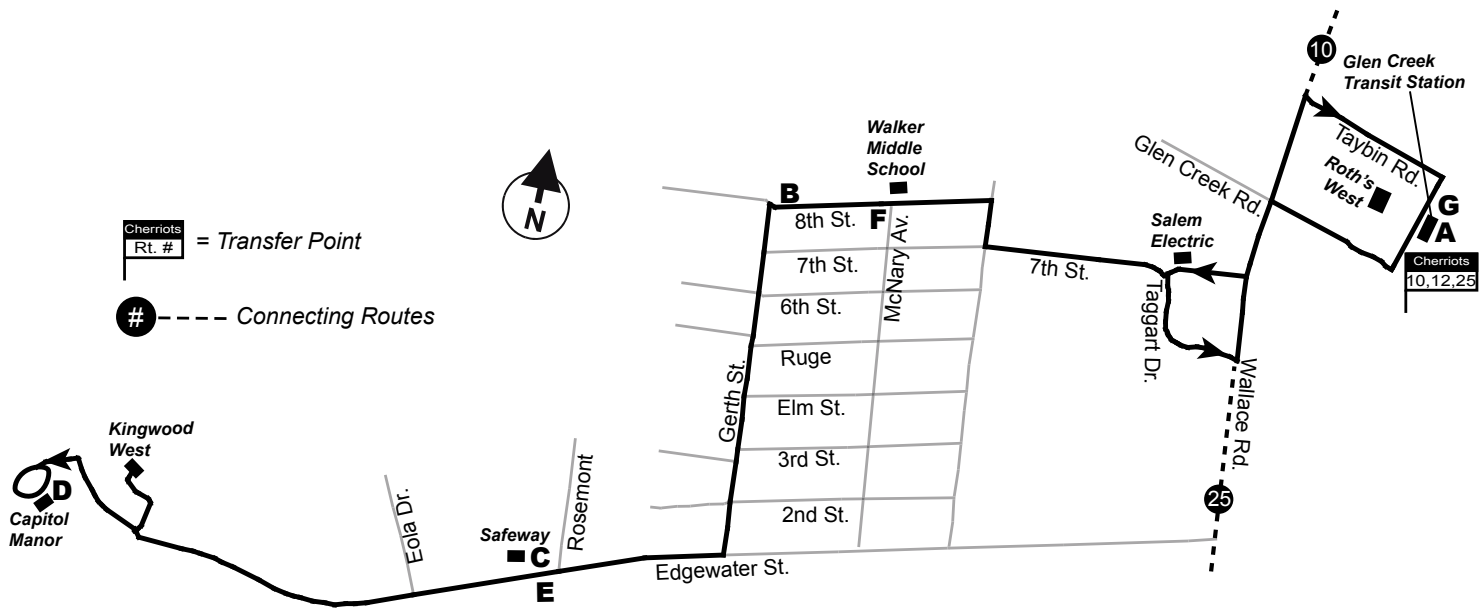 10
Glen Creek
Transit Station
Walker
Middle
School
Glen Creek Rd.
Taybin Rd.
Roth's
West
B
G
A
8th St.
F
McNary Av.
Salem
Electric
N
Cherriots
Rt. #
= Transfer Point
7th St.
7th St.
Cherriots
10,12,25
6th St.
Taggart Dr.
# Connecting Routes
Ruge
Gerth St.
Elm St.
Wallace Rd.
Kingwood
West
3rd St.
D
25
Capitol
Manor
Eola Dr.
Safeway
C
Rosemont
2nd St.
E
Edgewater St.